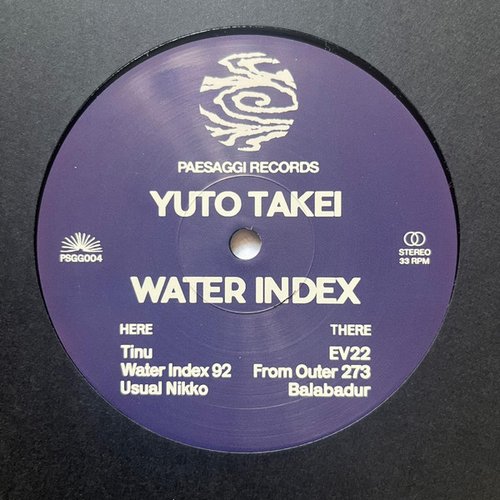 PAESAGGI RECORDS
YUTO TAKEI
PSGG004
STEREO
33 RPM
WATER INDEX
HERE
Tinu
Water Index 92
Usual Nikko
THERE
EV22
From Outer 273
Balabadur